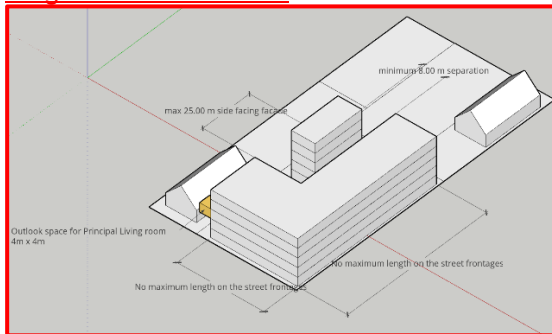 minimum 8.00 m separation
max 25.00 m side facing facade
Outlook space for Principal Living room
4m x 4m
No maximum length on the street frontages
No maximum length on the street frontages